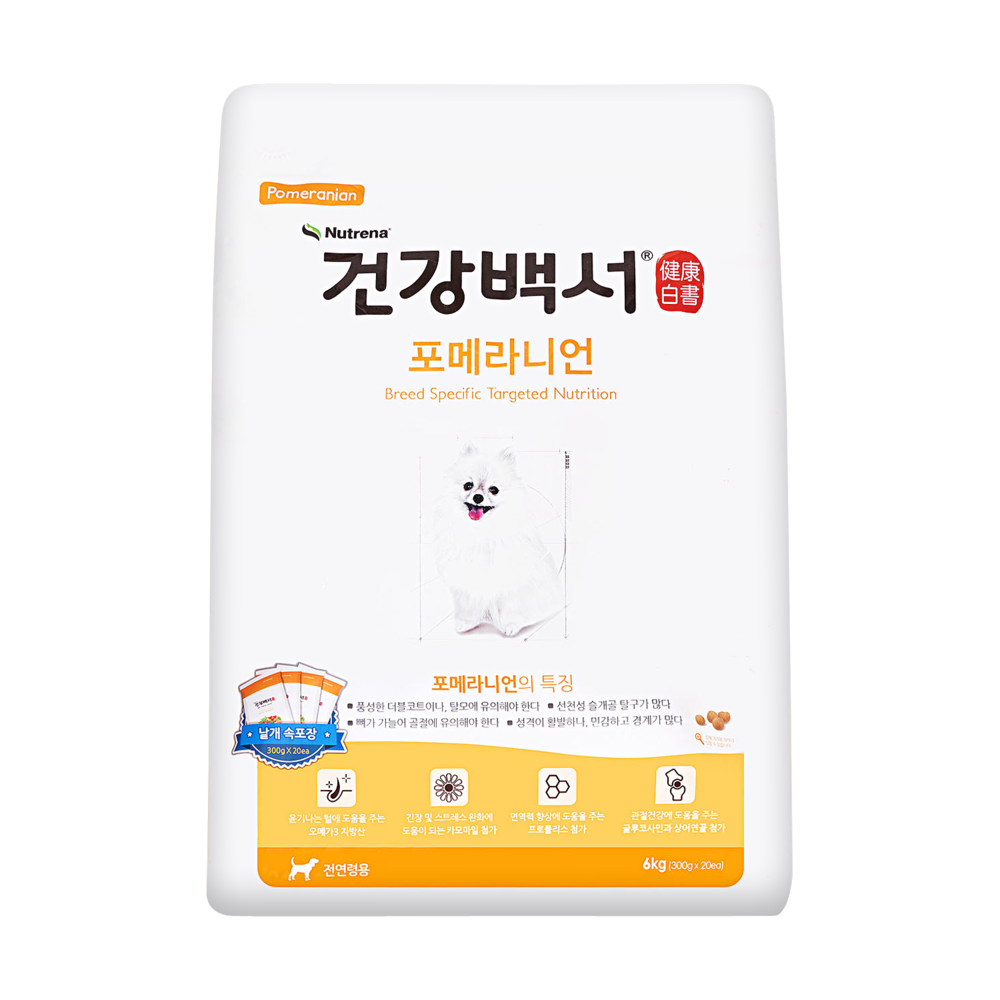 Pomeranian
Nutrena®
건강백서®
健康
白書
포메라니언
Breed Specific Targeted Nutrition
포메라니언의 특징
▪ 풍성한 더블코트이나, 탈모에 유의해야 한다 ▪ 선천성 슬개골 탈구가 많다
▪ 뼈가 가늘어 골절에 유의해야 한다 ▪ 성격이 활발하나, 민감하고 경계가 많다
건강백서
낱개 속포장
300g X 20ea
윤기나는 털에 도움을 주는
오메가3 지방산
긴장 및 스트레스 완화에
도움이 되는 카모마일 첨가
면역력 향상에 도움을 주는
프로폴리스 첨가
관절건강에 도움을 주는
글루코사민과 상어연골 첨가
전연령용
6kg (300g x 20ea)